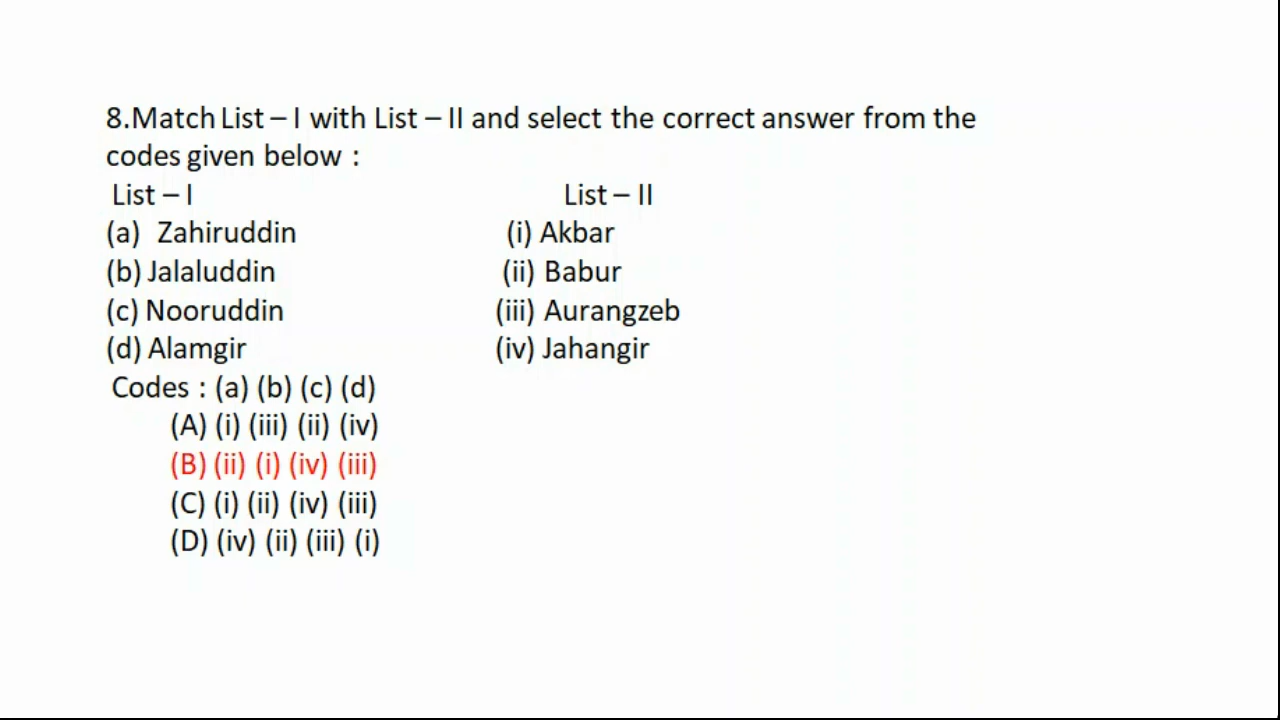 8.Match List – I with List – II and select the correct answer from the
codes given below :
List – I List – II
(a) Zahiruddin (i) Akbar
(b) Jalaluddin (ii) Babur
(c) Nooruddin (iii) Aurangzeb
(d) Alamgir (iv) Jahangir
Codes : (a) (b) (c) (d)
(A) (i) (iii) (ii) (iv)
(B) (ii) (i) (iv) (iii)
(C) (i) (ii) (iv) (iii)
(D) (iv) (ii) (iii) (i)